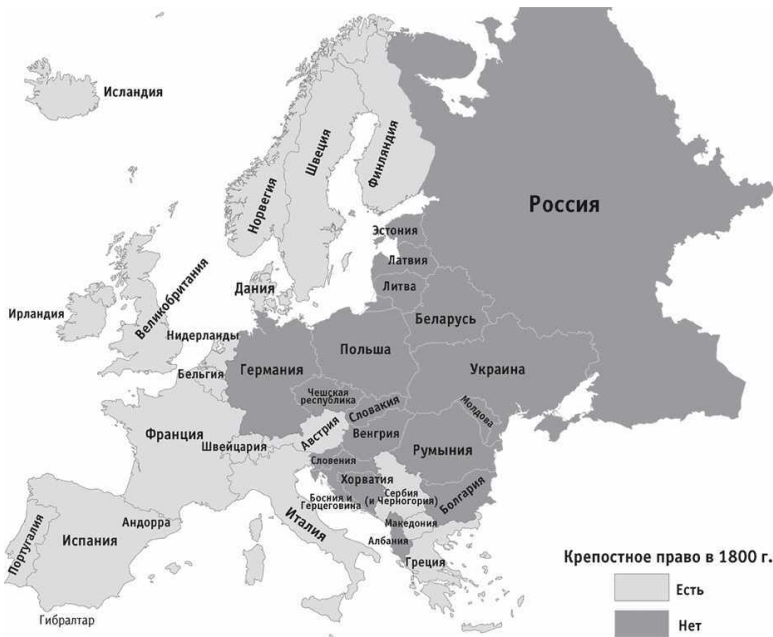 Исландия
Норвегия
Швеция
Финляндия
Россия
Эстония
Латвия
Литва
Дания
Беларусь
Ирландия
Великобритания
Нидерланды
Польша
Германия
Украина
Бельгия
Чешская
республика
Словакия
Молдова
Франция
Австрия
Венгрия
Швейцария
Румыния
Словения
Хорватия
Босния и
Герцеговина
Сербия
(и Черногория)
Болгария
Андорра
Македония
Италия
Албания
Португалия
Испания
Греция
Гибралтар
Крепостное право в 1800 г.
Есть
Нет